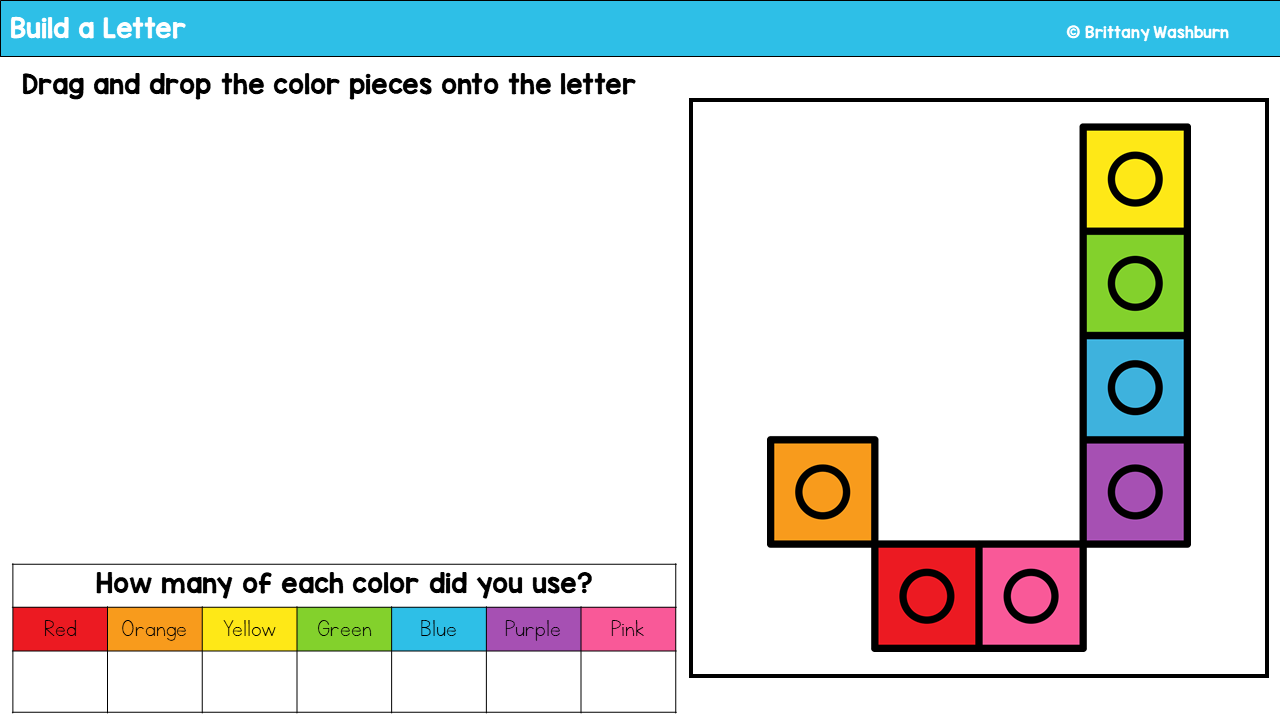 Build a Letter
© Brittany Washburn
Drag and drop the color pieces onto the letter
How many of each color did you use?
Red Orange Yellow Green Blue Purple Pink